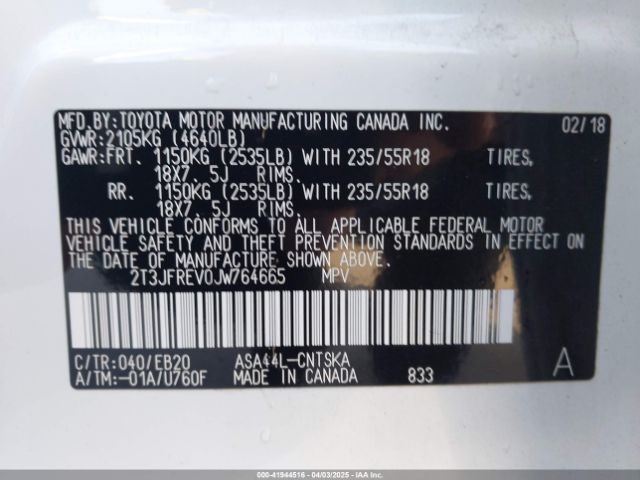 MFD.BY:TOYOTA MOTOR MANUFACTURING CANADA INC. 02/18
GVWR:2105KG (4640LB)
GAWR:FRT. 1150KG (2535LB) WITH 235/55R18 TIRES,
18X7. 5J RIMS.
RR. 1150KG (2535LB) WITH 235/55R18 TIRES,
18X7. 5J RIMS.
THIS VEHICLE CONFORMS TO ALL APPLICABLE FEDERAL MOTOR
VEHICLE SAFETY AND THEFT PREVENTION STANDARDS IN EFFECT ON
THE DATE OF MANUFACTURE SHOWN ABOVE.
2T3JFREV0JW764665 MPV
C/TR:040/EB20 ASA44L-CNTSKA A
A/TM:-01A/U760F MADE IN CANADA 833
000-41944516 - 04/03/2025 - IAA Inc. Copyright